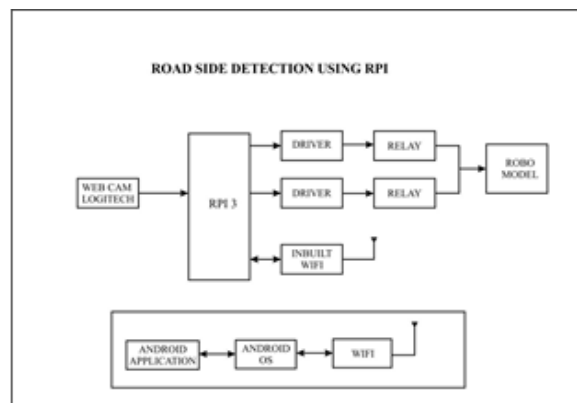 ROAD SIDE DETECTION USING RPI
DRIVER
RELAY
ROBO
MODEL
WEB CAM
LOGITECH
RPI 3
DRIVER
RELAY
INBUILT
WIFI
ANDROID
APPLICATION
ANDROID
OS
WIFI